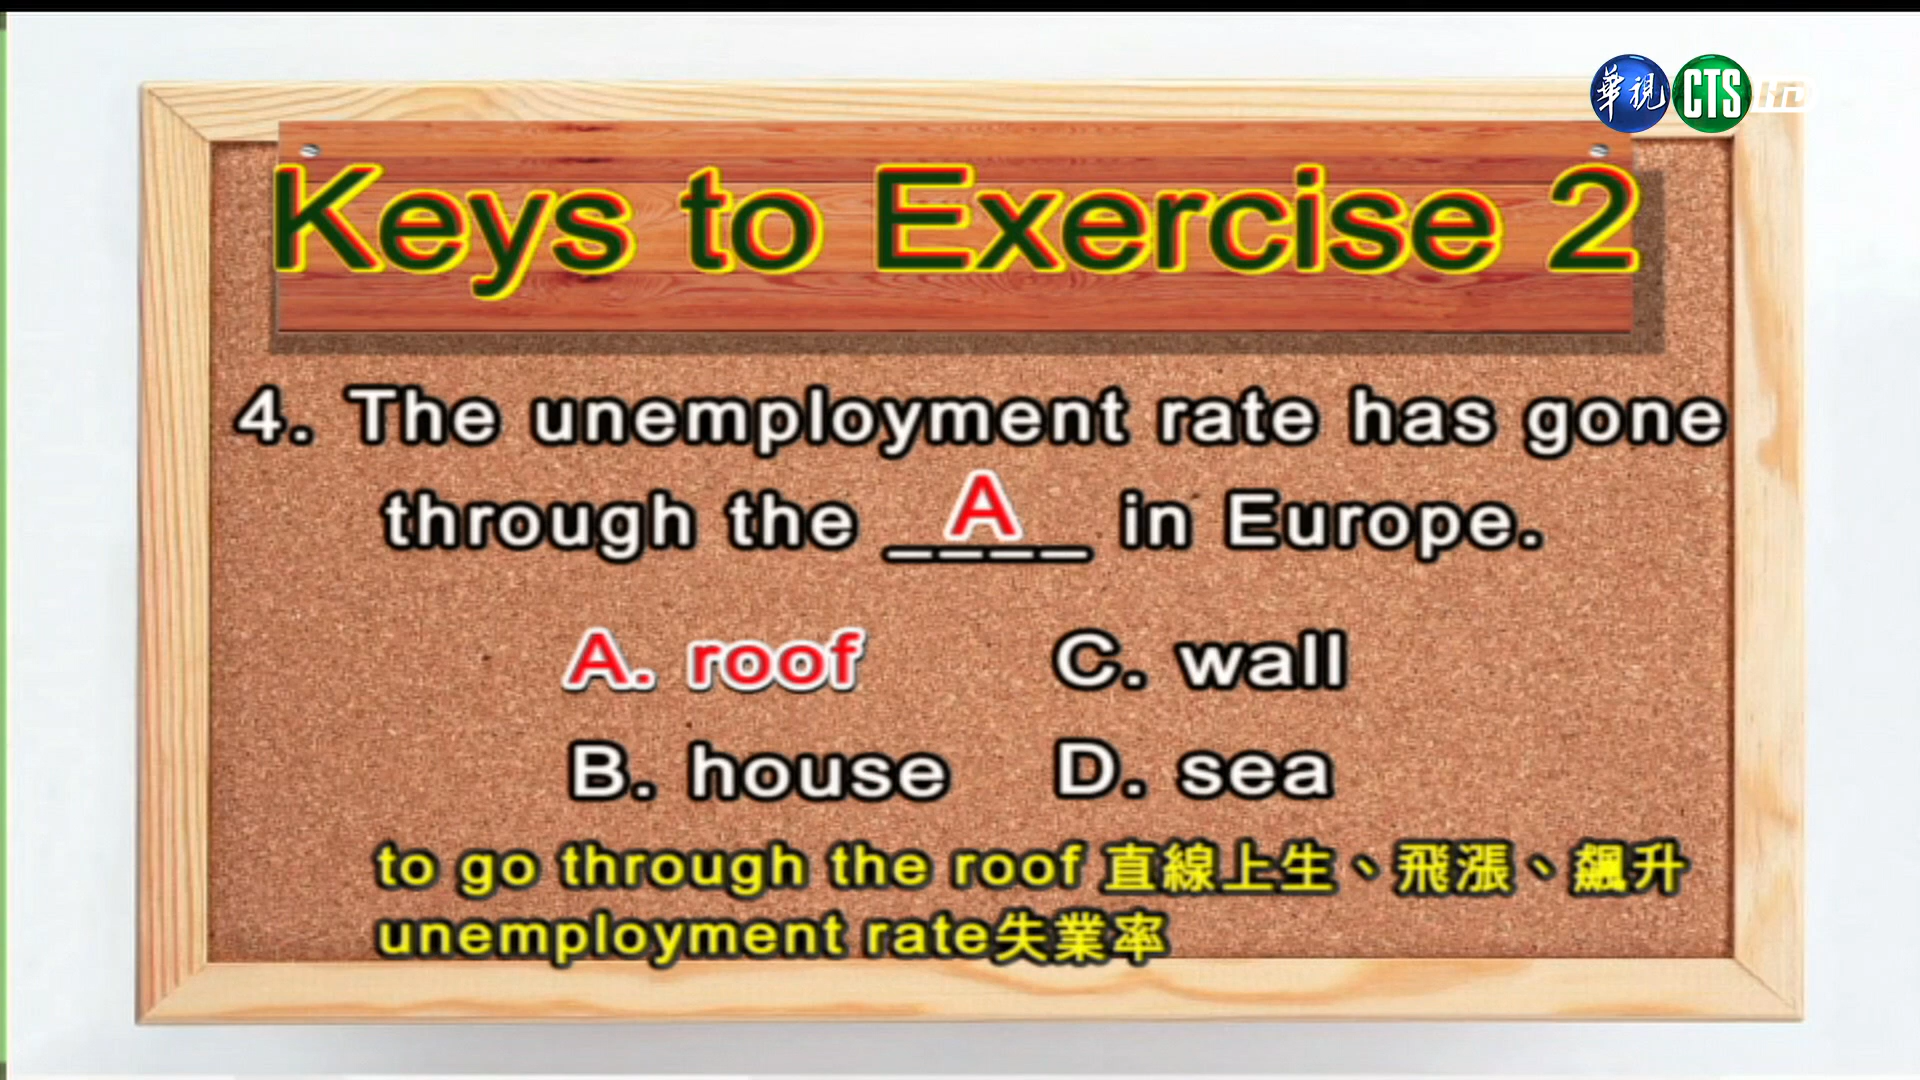 華視 CTS HD
Keys to Exercise 2
4. The unemployment rate has gone
through the __A__ in Europe.
A. roof C. wall
B. house D. sea
to go through the roof 直線上生、飛漲、飆升
unemployment rate失業率